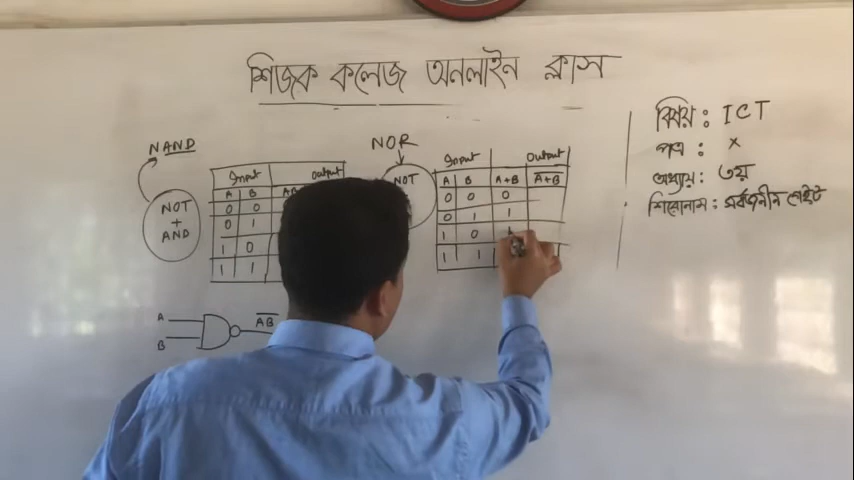 শিজক কলেজ অনলাইন ক্লাস
বিষয় : ICT
পত্র : x
অধ্যায় : ৩য়
শিরোনাম : সর্বজনীন গেইট
NAND
NOT
+
AND
Input Output
A B
0 0
0 1
1 0
1 1
A
B
A̅B̅
NOR
NOT
Input Output
A B A+B A̅+̅B̅
0 0 0
0 1 1
1 0
1 1